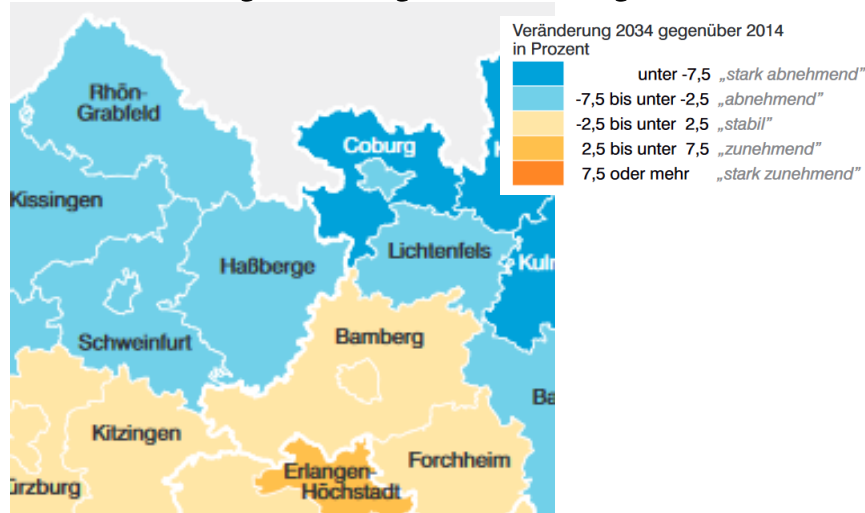 Veränderung 2034 gegenüber 2014
in Prozent
unter -7,5 „stark abnehmend”
-7,5 bis unter -2,5 „abnehmend”
-2,5 bis unter 2,5 „stabil”
2,5 bis unter 7,5 „zunehmend”
7,5 oder mehr „stark zunehmend”
Rhön-
Grabfeld
Coburg
K
Kissingen
Haßberge
Lichtenfels
Kulm
Schweinfurt
Bamberg
Ba
Kitzingen
Forchheim
Erlangen-
Höchstadt
ürzburg